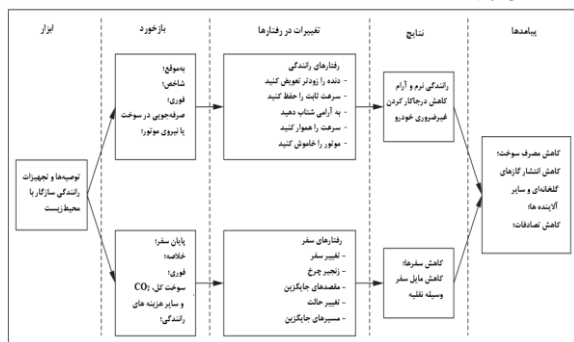 ابزار
بازخورد
تغییرات در رفتارها
نتایج
پیامدها
توصیه‌ها و تجهیزات
رانندگی سازگار با
محیط‌زیست
به‌موقع؛
شاخص؛
فوری؛
صرفه‌جویی در سوخت
یا نیروی موتور؛
رفتارهای رانندگی
- دنده را زودتر تعویض کنید
- سرعت ثابت را حفظ کنید
- به آرامی شتاب دهید
- سرعت را هموار کنید
- موتور را خاموش کنید
رانندگی نرم و آرام
کاهش درجاکار کردن
غیرضروری خودرو
پایان سفر؛
خلاصه؛
فوری؛
سوخت کل، CO2
و سایر هزینه های
رانندگی؛
رفتارهای سفر
- تغییر سفر
- زنجیر چرخ
- مقصدهای جایگزین
- تغییر حالت
- مسیرهای جایگزین
کاهش سفرها؛
کاهش مایل سفر
وسیله نقلیه
کاهش مصرف سوخت؛
کاهش انتشار گازهای
گلخانه‌ای و سایر
آلاینده ها؛
کاهش تصادفات؛